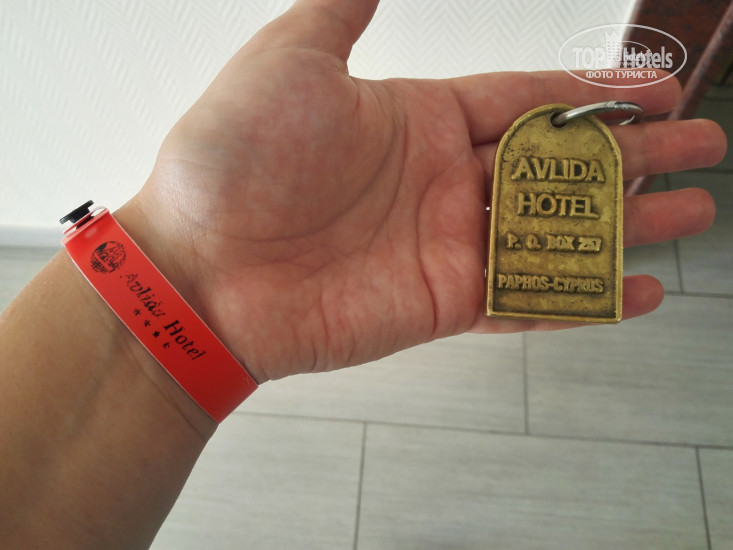 TOP Hotels
ФОТО ТУРИСТА
AVLIDA
HOTEL
P. O. BOX 257
PAPHOS-CYPRUS
Avlida Hotel
★★★★